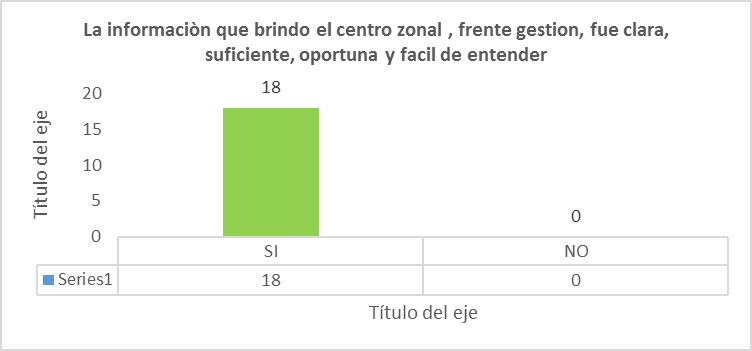 La informaciòn que brindo el centro zonal , frente gestion, fue clara,
suficiente, oportuna y facil de entender
Título del eje
20
15
10
5
0
18
0
SI
NO
Series1
18
0
Título del eje